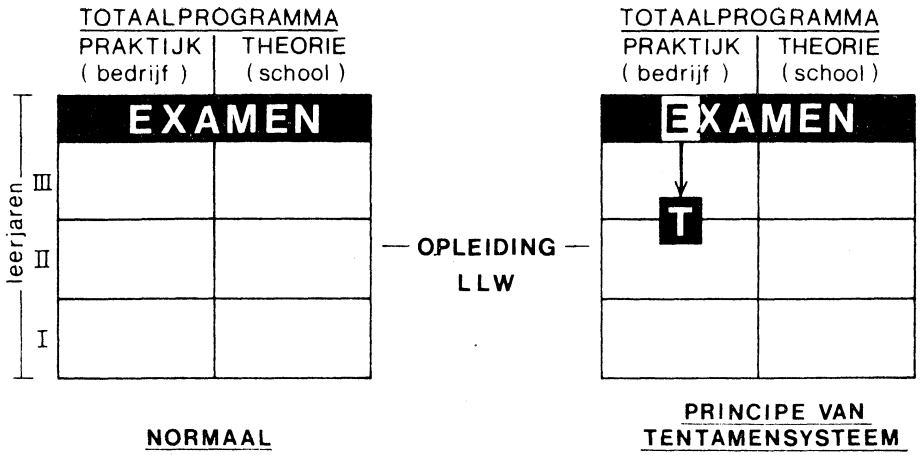 TOTAALPROGRAMMA
PRAKTIJK THEORIE
(bedrijf) (school)
EXAMEN
leerjaren
III
II
I
NORMAAL
OPLEIDING
LLW
TOTAALPROGRAMMA
PRAKTIJK THEORIE
(bedrijf) (school)
EXAMEN
T
PRINCIPE VAN
TENTAMENSYSTEEM